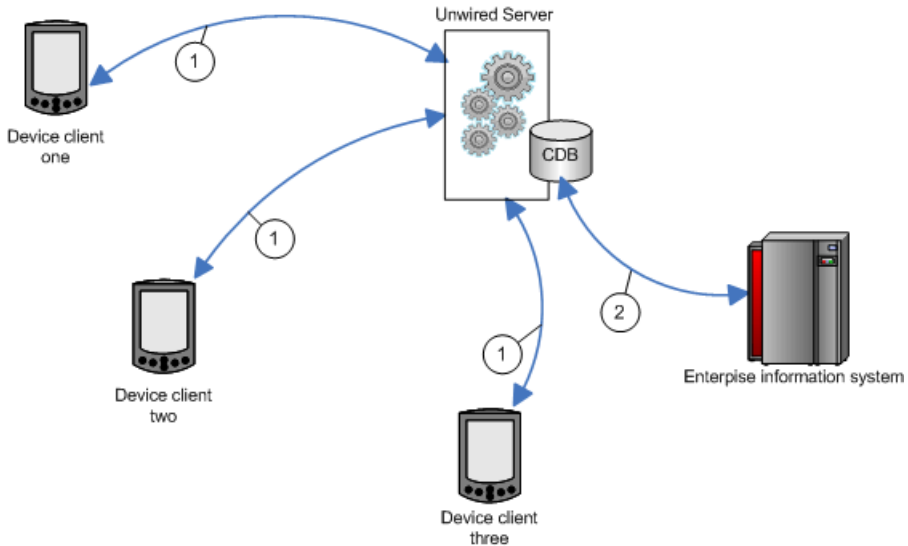 Unwired Server
1
Device client
one
CDB
1
2
1
Device client
two
Enterpise information system
Device client
three